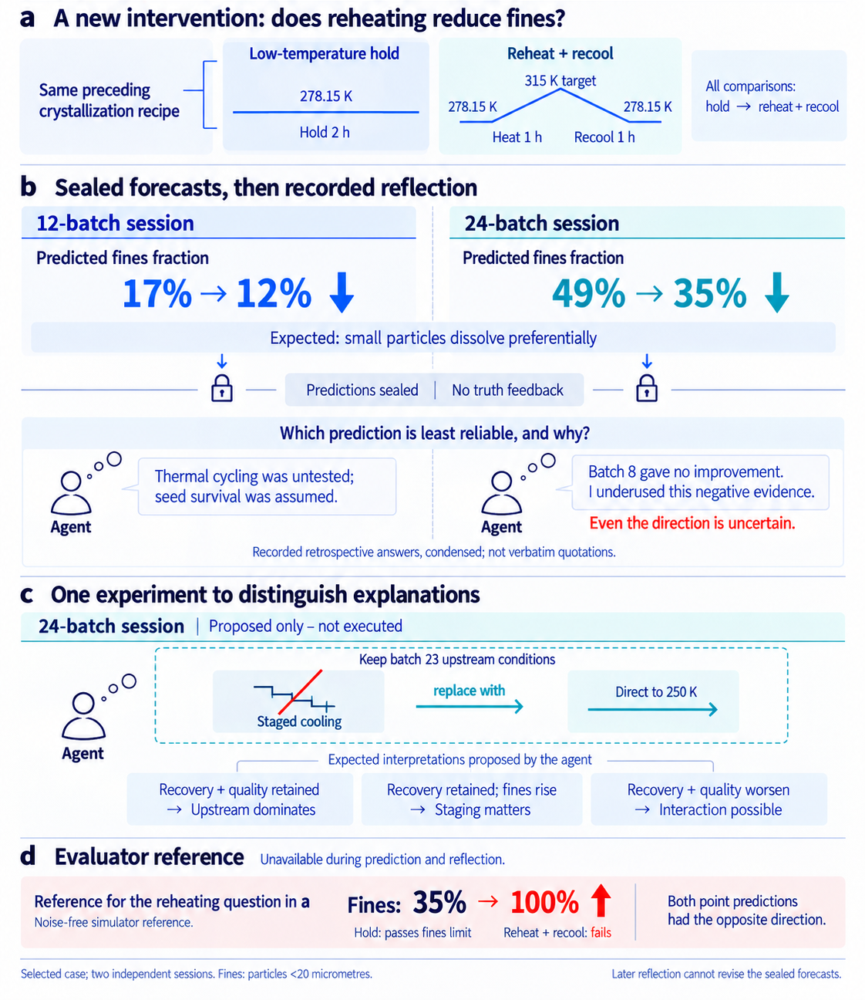 a A new intervention: does reheating reduce fines?
Same preceding
crystallization recipe
Low-temperature hold
278.15 K
Hold 2 h
Reheat + recool
315 K target
278.15 K
278.15 K
Heat 1 h
Recool 1 h
All comparisons:
hold → reheat + recool
b Sealed forecasts, then recorded reflection
12-batch session
Predicted fines fraction
17% → 12%
24-batch session
Predicted fines fraction
49% → 35%
Expected: small particles dissolve preferentially
Predictions sealed | No truth feedback
Which prediction is least reliable, and why?
Thermal cycling was untested;
seed survival was assumed.
Agent
Batch 8 gave no improvement.
I underused this negative evidence.
Even the direction is uncertain.
Agent
Recorded retrospective answers, condensed; not verbatim quotations.
c One experiment to distinguish explanations
24-batch session | Proposed only – not executed
Keep batch 23 upstream conditions
Staged cooling
replace with
Direct to 250 K
Agent
Expected interpretations proposed by the agent
Recovery + quality retained
→ Upstream dominates
Recovery retained; fines rise
→ Staging matters
Recovery + quality worsen
→ Interaction possible
d Evaluator reference Unavailable during prediction and reflection.
Reference for the reheating question in a
Noise-free simulator reference.
Fines: 35% → 100%
Hold: passes fines limit
Reheat + recool: fails
Both point predictions
had the opposite direction.
Selected case; two independent sessions. Fines: particles <20 micrometres.
Later reflection cannot revise the sealed forecasts.